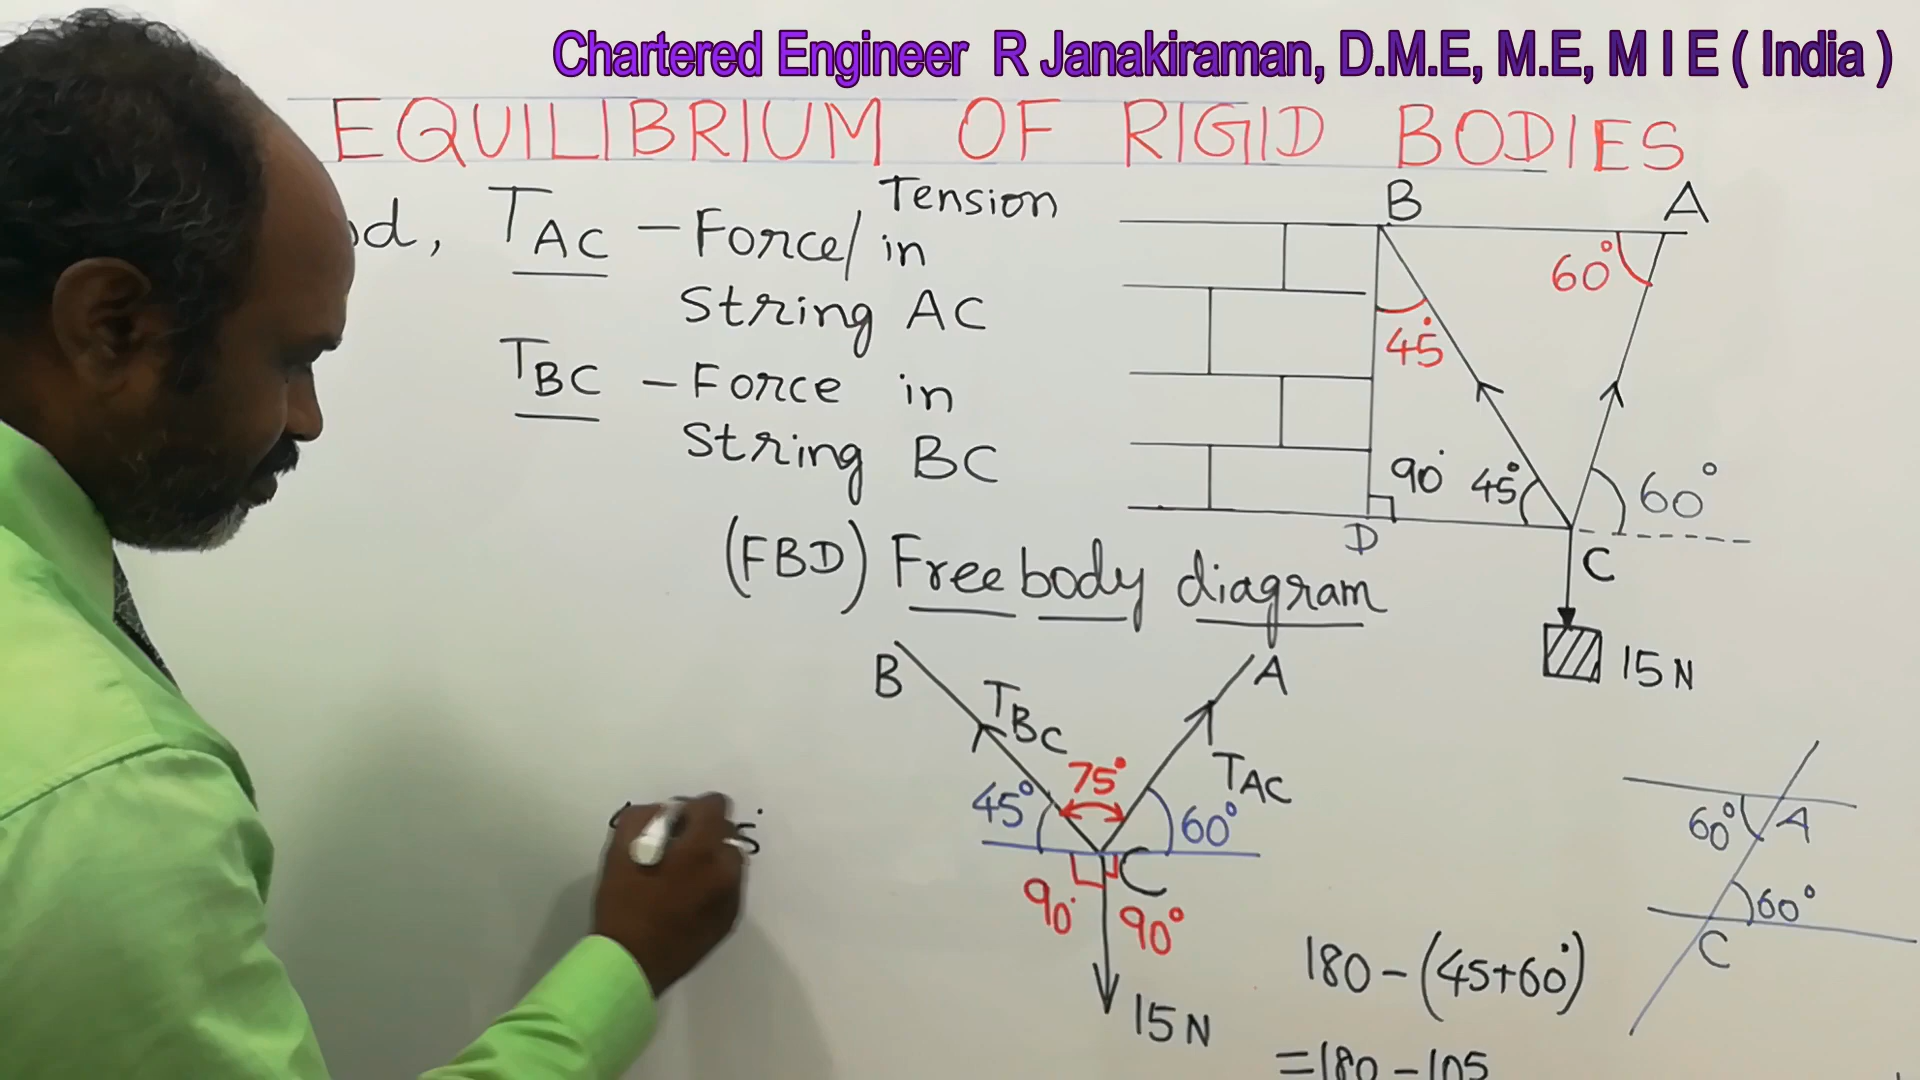 Chartered Engineer R Janakiraman, D.M.E, M.E, M I E ( India )
EQUILIBRIUM OF RIGID BODIES
d, TAC - Force/ Tension in
String AC
TBC - Force in
String BC
B A
60°
45°
90° 45° 60°
D C
15 N
(FBD) Free body diagram
B TBC A
75° TAC
45° 60°
C
90° 90°
15 N
60° A
60°
C
180 - (45+60°)
=180 - 105